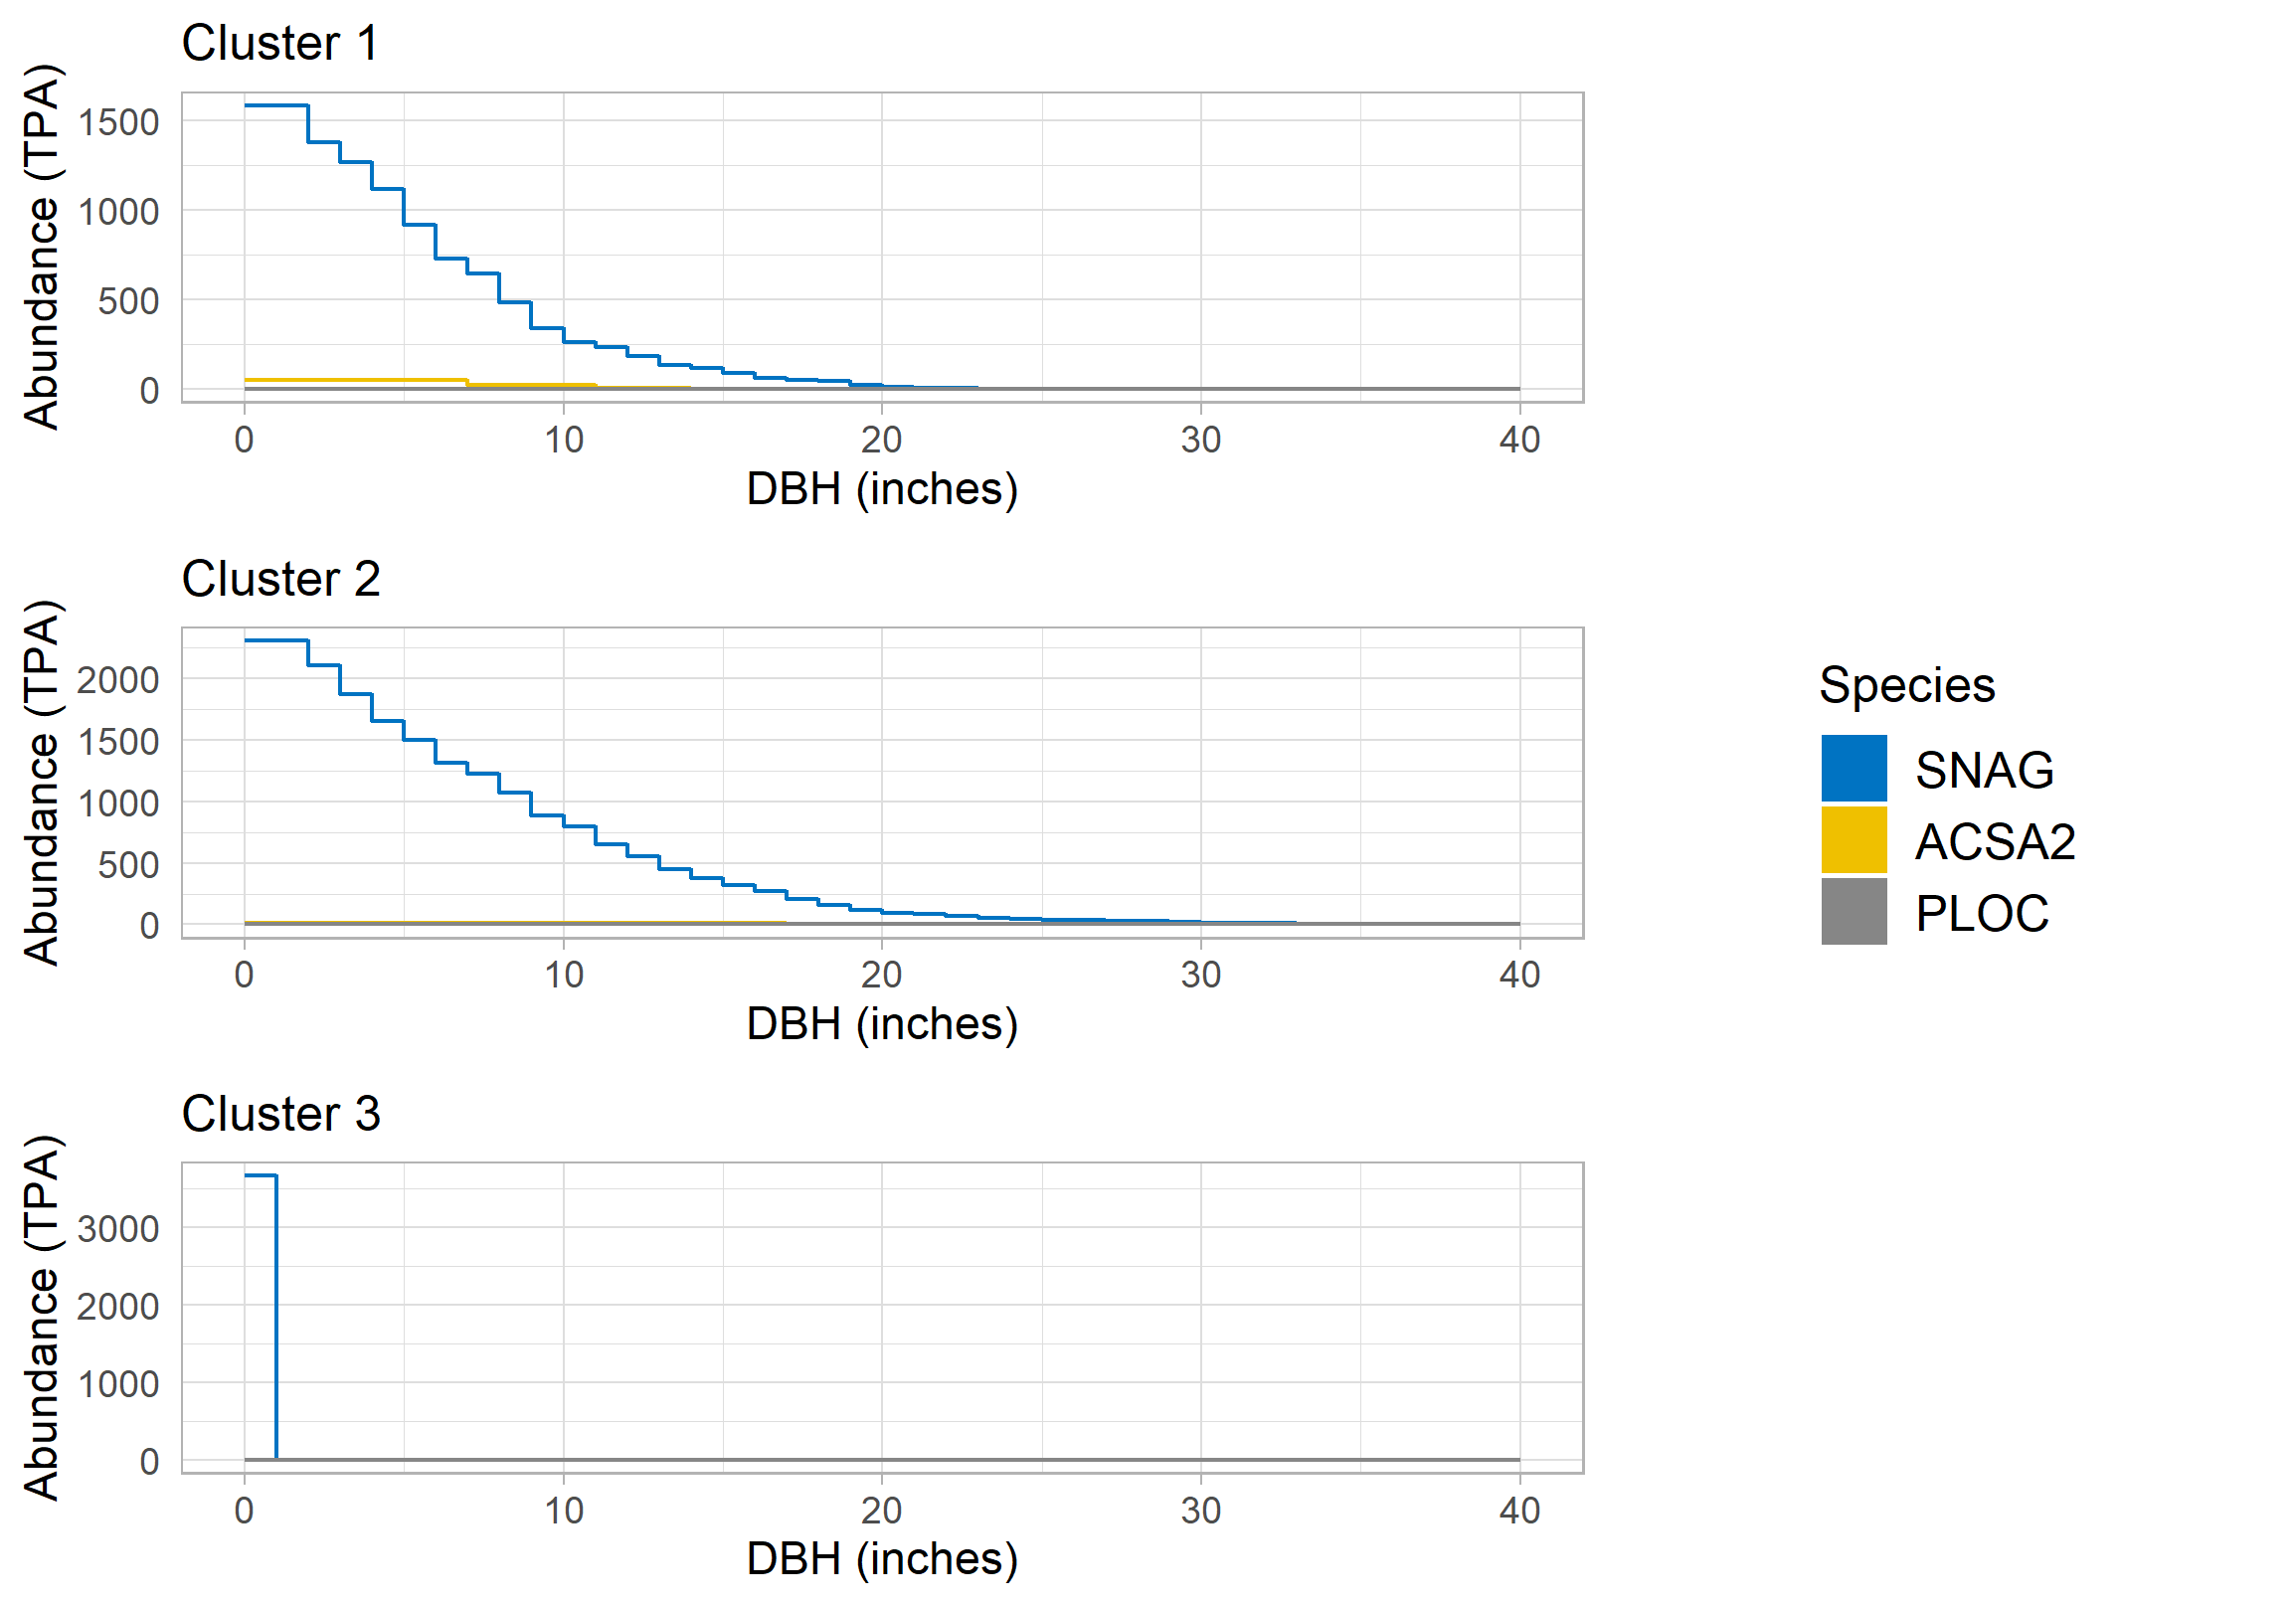 Cluster 1
Abundance (TPA)
1500
1000
500
0
0 10 20 30 40
DBH (inches)
Cluster 2
Abundance (TPA)
2000
1500
1000
500
0
0 10 20 30 40
DBH (inches)
Species
SNAG
ACSA2
PLOC
Cluster 3
Abundance (TPA)
3000
2000
1000
0
0 10 20 30 40
DBH (inches)